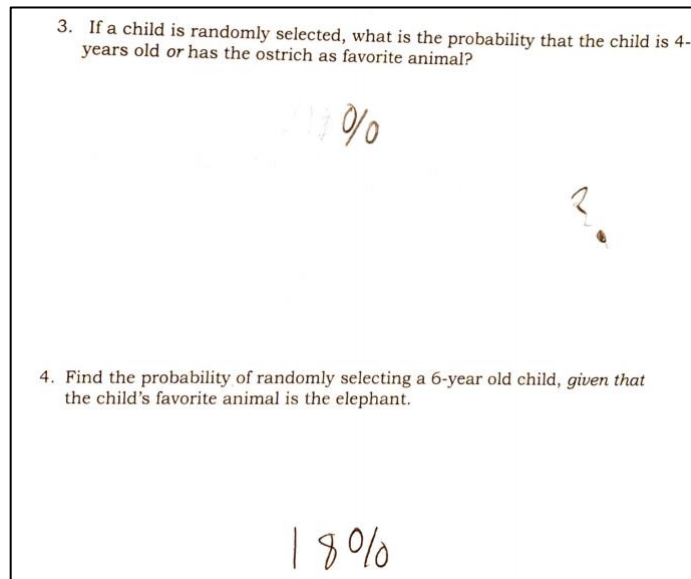 3. If a child is randomly selected, what is the probability that the child is 4-
years old or has the ostrich as favorite animal?
%
?
4. Find the probability of randomly selecting a 6-year old child, given that
the child's favorite animal is the elephant.
18%